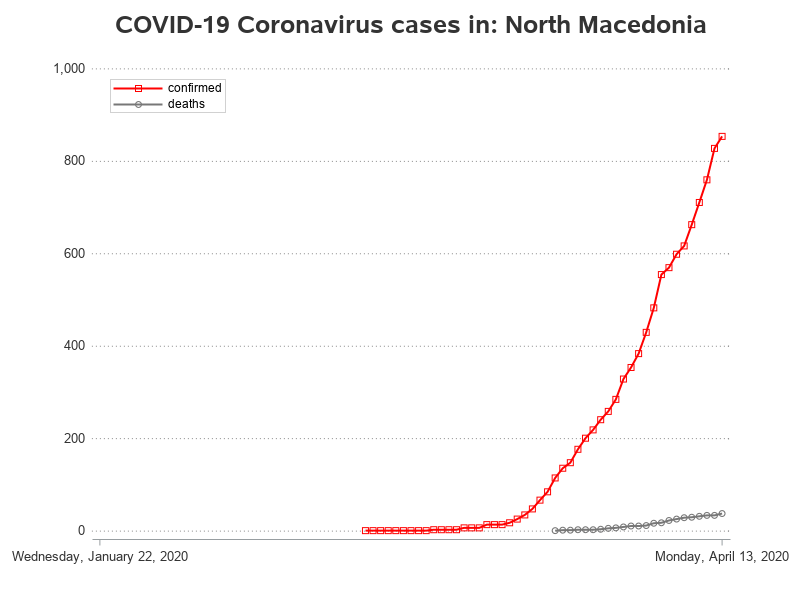 COVID-19 Coronavirus cases in: North Macedonia
1,000
confirmed
deaths
800
600
400
200
0
Wednesday, January 22, 2020
Monday, April 13, 2020